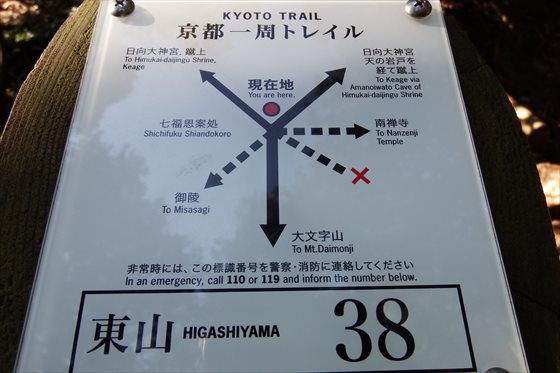 KYOTO TRAIL
京都一周トレイル
日向大神宮, 蹴上
To Himukai-daijingu Shrine,
Keage
日向大神宮
天の岩戸を
経て蹴上
To Keage via
Amanoiwato Cave of
Himukai-daijingu Shrine
現在地
You are here.
七福思案処
Shichifuku Shiandokoro
南禅寺
To Nanzenji
Temple
御陵
To Misasagi
大文字山
To Mt.Daimonji
非常時には、この標識番号を警察・消防に連絡してください
In an emergency, call 110 or 119 and inform the number below.
東山 HIGASHIYAMA 38